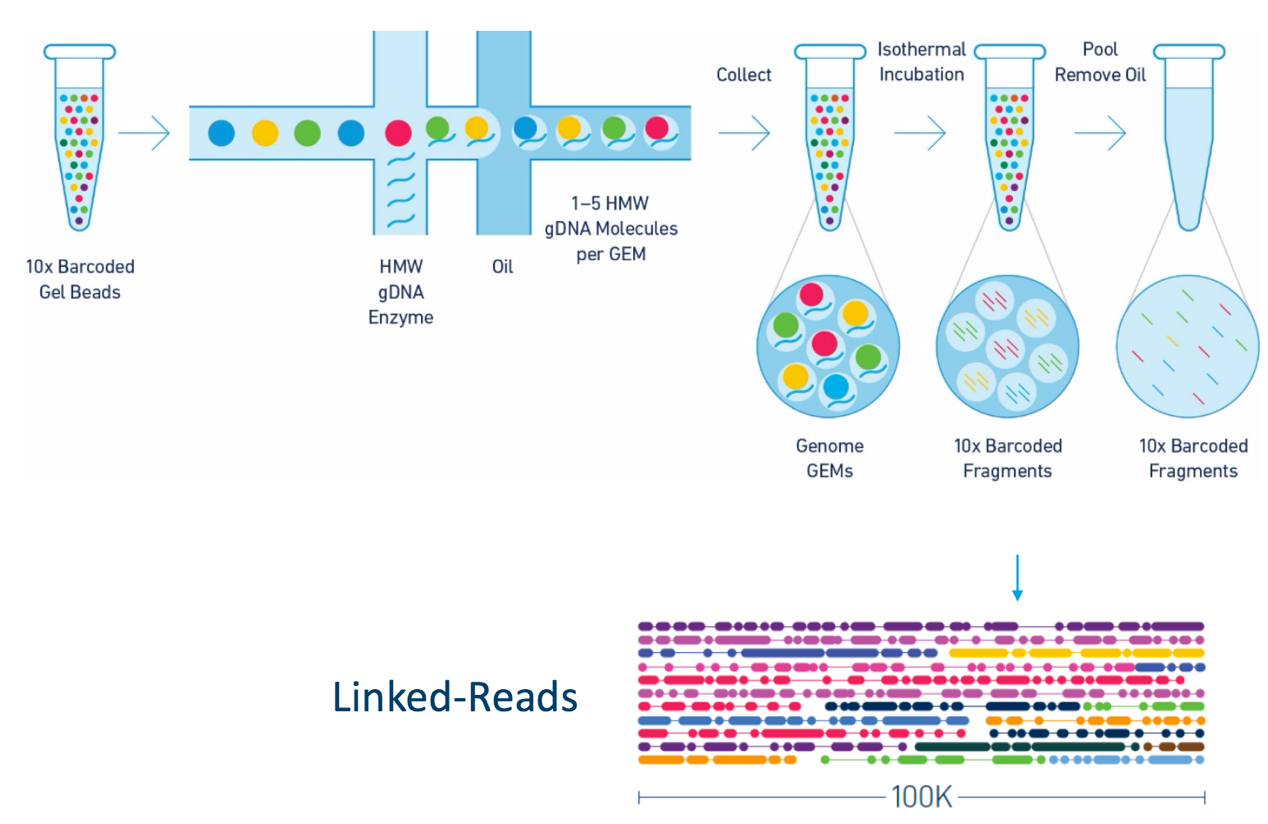 10x Barcoded
Gel Beads
HMW
gDNA
Enzyme
Oil
1–5 HMW
gDNA Molecules
per GEM
Collect
Isothermal
Incubation
Pool
Remove Oil
Genome
GEMs
10x Barcoded
Fragments
10x Barcoded
Fragments
Linked-Reads
100K